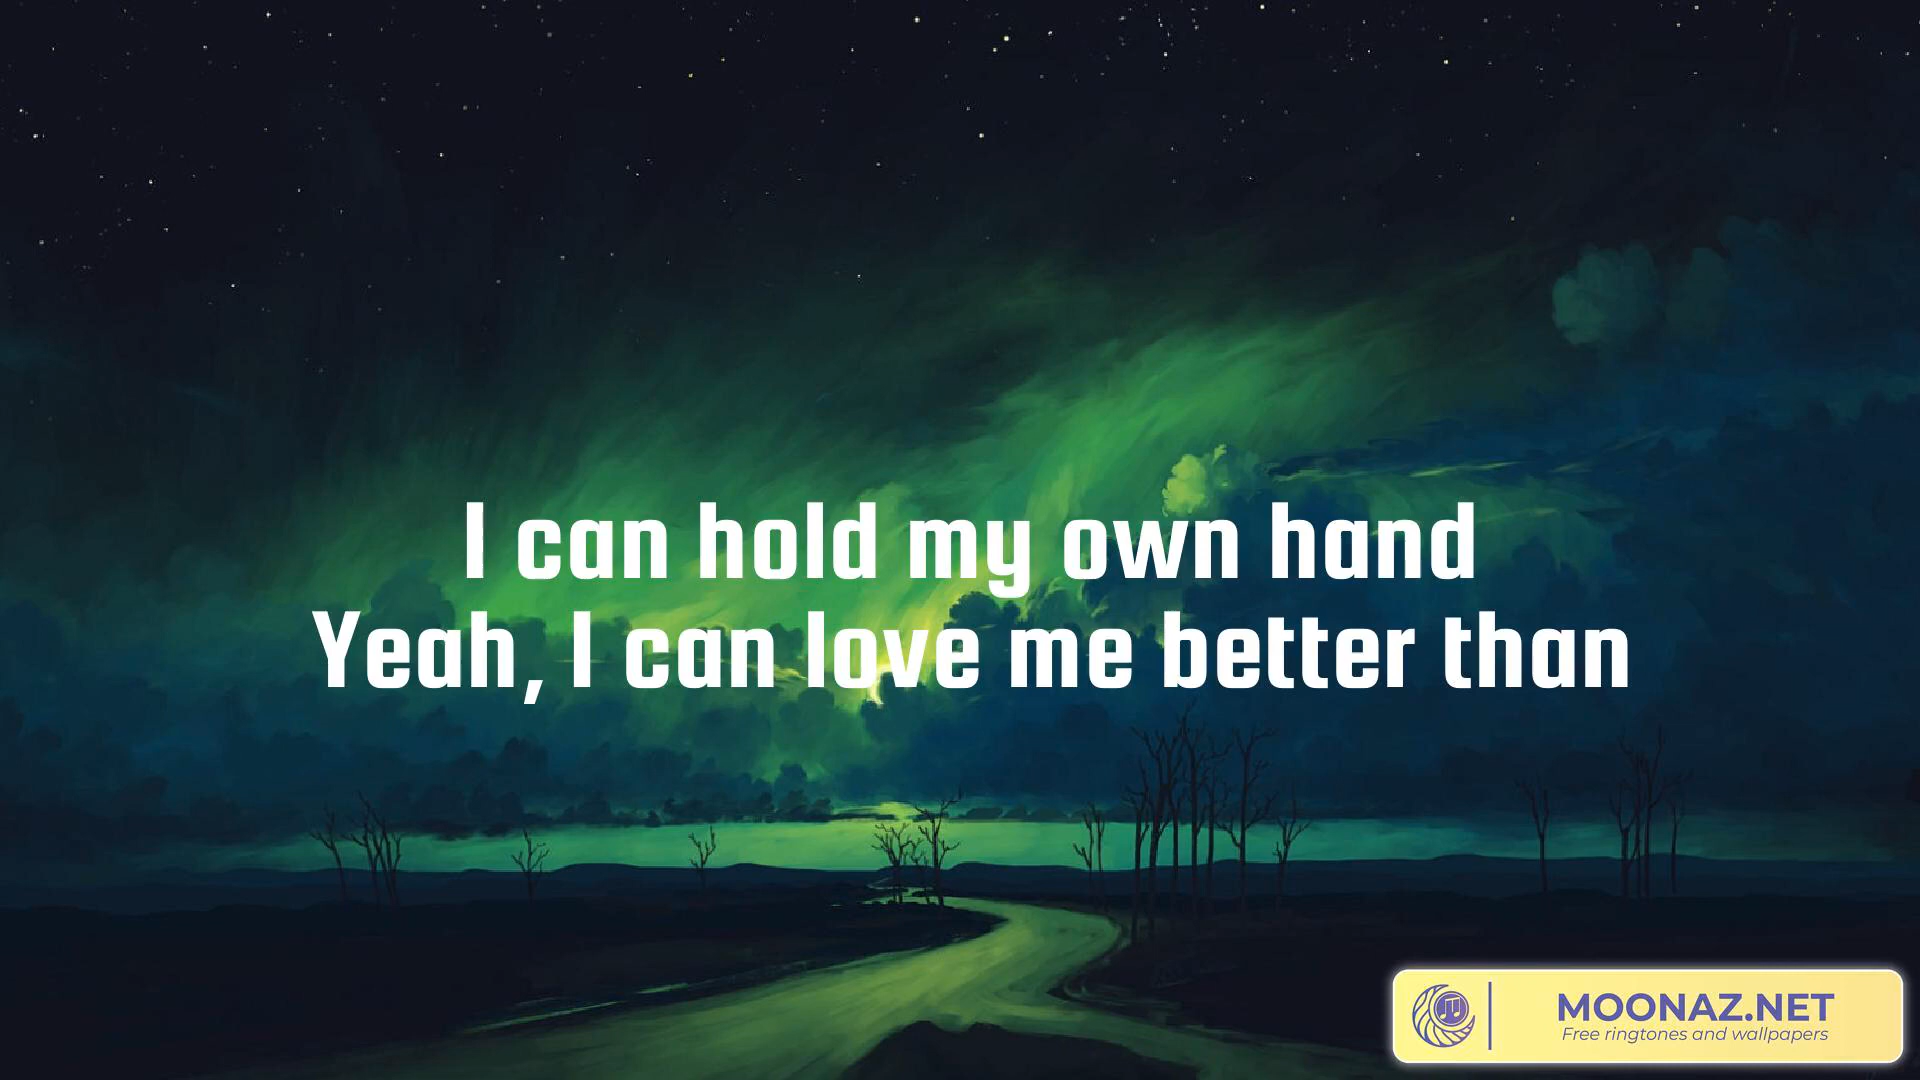 I can hold my own hand
Yeah, I can love me better than
MOONAZ.NET
Free ringtones and wallpapers